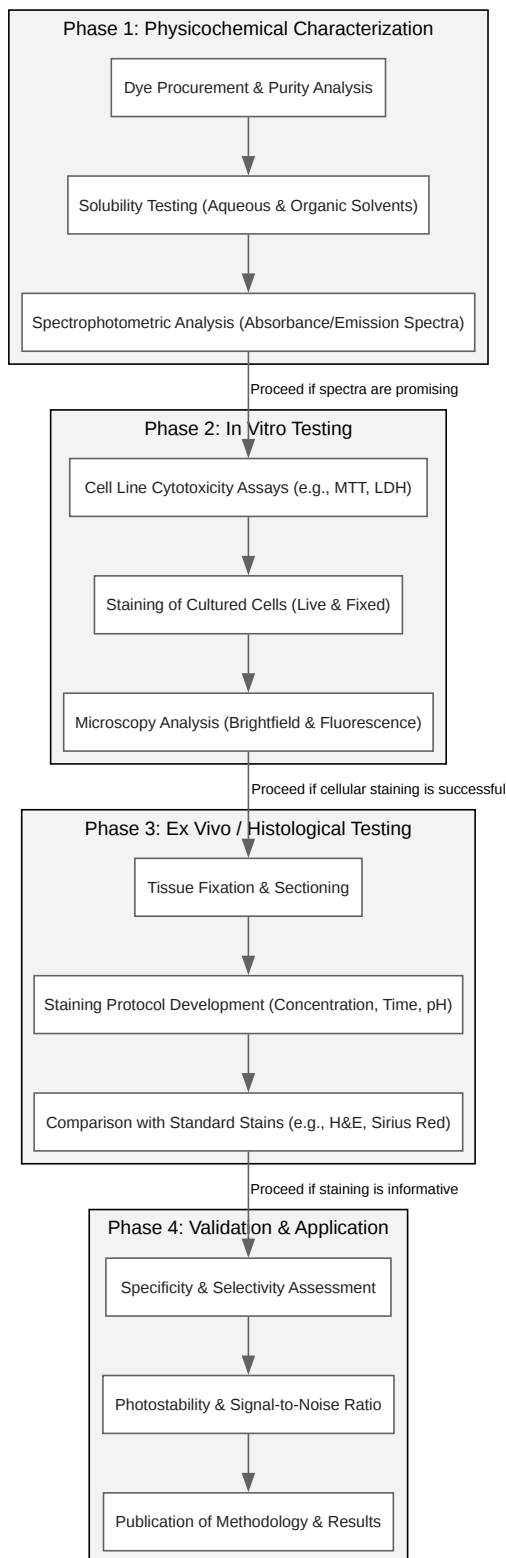 Phase 1: Physicochemical Characterization
Dye Procurement & Purity Analysis
Solubility Testing (Aqueous & Organic Solvents)
Spectrophotometric Analysis (Absorbance/Emission Spectra)
Proceed if spectra are promising
Phase 2: In Vitro Testing
Cell Line Cytotoxicity Assays (e.g., MTT, LDH)
Staining of Cultured Cells (Live & Fixed)
Microscopy Analysis (Brightfield & Fluorescence)
Proceed if cellular staining is successful
Phase 3: Ex Vivo / Histological Testing
Tissue Fixation & Sectioning
Staining Protocol Development (Concentration, Time, pH)
Comparison with Standard Stains (e.g., H&E, Sirius Red)
Proceed if staining is informative
Phase 4: Validation & Application
Specificity & Selectivity Assessment
Photostability & Signal-to-Noise Ratio
Publication of Methodology & Results